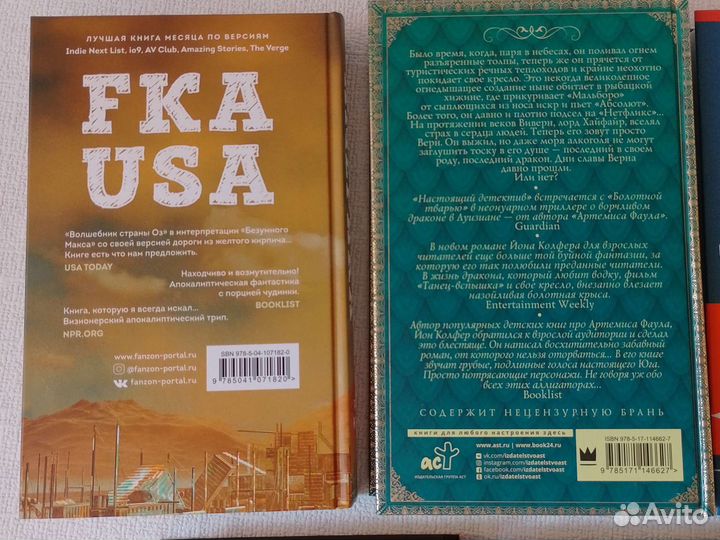 ЛУЧШАЯ КНИГА МЕСЯЦА ПО ВЕРСИЯМ
Indie Next List, io9, AV Club, Amazing Stories, The Verge
FKA
USA
«Волшебник страны Оз» в интерпретации «Безумного
Макса» со своей версией дороги из желтого кирпича...
Книге есть что нам предложить.
USA TODAY
Находчиво и возмутительно!
Апокалиптическая фантастика
с порцией чудинки.
BOOKLIST
Книга, которую я всегда искал...
Визионерский апокалиптический трип.
NPR.ORG
www.fanzon-portal.ru
@fanzon-portal.ru
fanzon-portal.ru
ISBN 978-5-04-107182-0
9 785041 071820 >
Было время, когда, паря в небесах, он поливал огнем
разъяренные толпы, теперь же он прячется от
туристических речных теплоходов и крайне неохотно
покидает свое кресло. Это некогда великолепное
огнедышащее создание ныне обитает в рыбацкой
хижине, где прикуривает «Мальборо»
от сыплющихся из носа искр и пьет «Абсолют».
Более того, он давно и плотно подсел на «Нетфликс»...
На протяжении веков Виверн, лорд Хайфайр, вселял
страх в сердца людей. Теперь его зовут просто
Верн. Он выжил, но даже моря алкоголя не могут
заглушить тоску в его душе — последний в своем
роду, последний дракон. Дни славы Верна
давно прошли.
Или нет?
«Настоящий детектив» встречается с «Болотной
тварью» в неонуарном триллере о ворчливом
драконе в Луизиане — от автора «Артемиса Фаула».
Guardian
В новом романе Йона Колфера для взрослых
читателей еще больше той буйной фантазии, за
которую его так полюбили преданные читатели.
В жизнь дракона, который любит водку, фильм
«Танец-вспышка» и свое кресло, внезапно влезает
назойливая болотная крыса.
Entertainment Weekly
Автор популярных детских книг про Артемиса Фаула,
Йон Колфер обратился к взрослой аудитории и сделал
это блестяще. Он написал восхитительно забавный
роман, от которого нельзя оторваться... В его книге
звучат грубые, подлинные голоса настоящего Юга.
Просто потрясающие персонажи. Не говоря уж обо
всех этих аллигаторах...
Booklist
СОДЕРЖИТ НЕЦЕНЗУРНУЮ БРАНЬ
книги для любого настроения здесь
аст
ИЗДАТЕЛЬСКАЯ ГРУППА АСТ
www.ast.ru | www.book24.ru
vk.com/izdatelstvoast
instagram.com/izdatelstvoast
facebook.com/izdatelstvoast
ok.ru/izdatelstvoast
ISBN 978-5-17-114662-7
9 785171 146627 >
Avito